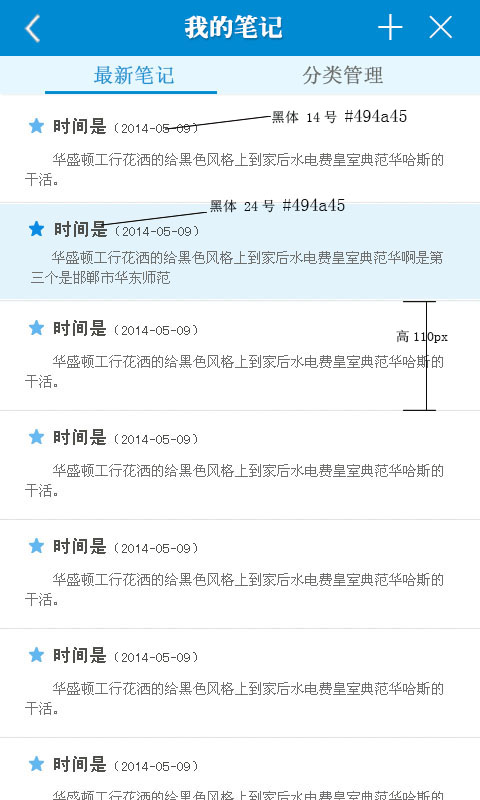 我的笔记
最新笔记 分类管理
黑体 14 号 #494a45
时间是（2014-05-09）
华盛顿工行花洒的给黑色风格上到家后水电费皇室典范华哈斯的
干活。
黑体 24 号 #494a45
时间是（2014-05-09）
华盛顿工行花洒的给黑色风格上到家后水电费皇室典范华啊是第
三个是邯郸市华东师范
时间是（2014-05-09）
高 110px
华盛顿工行花洒的给黑色风格上到家后水电费皇室典范华哈斯的
干活。
时间是（2014-05-09）
华盛顿工行花洒的给黑色风格上到家后水电费皇室典范华哈斯的
干活。
时间是（2014-05-09）
华盛顿工行花洒的给黑色风格上到家后水电费皇室典范华哈斯的
干活。
时间是（2014-05-09）
华盛顿工行花洒的给黑色风格上到家后水电费皇室典范华哈斯的
干活。
时间是（2014-05-09）
华盛顿工行花洒的给黑色风格上到家后水电费皇室典范华哈斯的